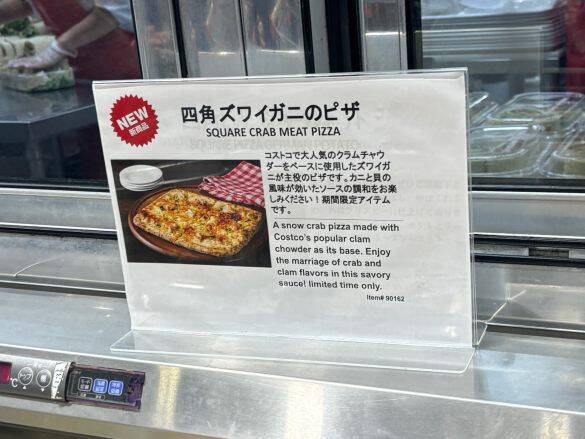 NEW
新商品
四角ズワイガニのピザ
SQUARE CRAB MEAT PIZZA
コストコで大人気のクラムチャウ
ダーをベースに使用したズワイガ
ニが主役のピザです。カニと貝の
風味が効いたソースの調和をお楽
しみください！期間限定アイテム
です。
A snow crab pizza made with
Costco's popular clam
chowder as its base. Enjoy
the marriage of crab and
clam flavors in this savory
sauce! limited time only.
Item# 90162
℃